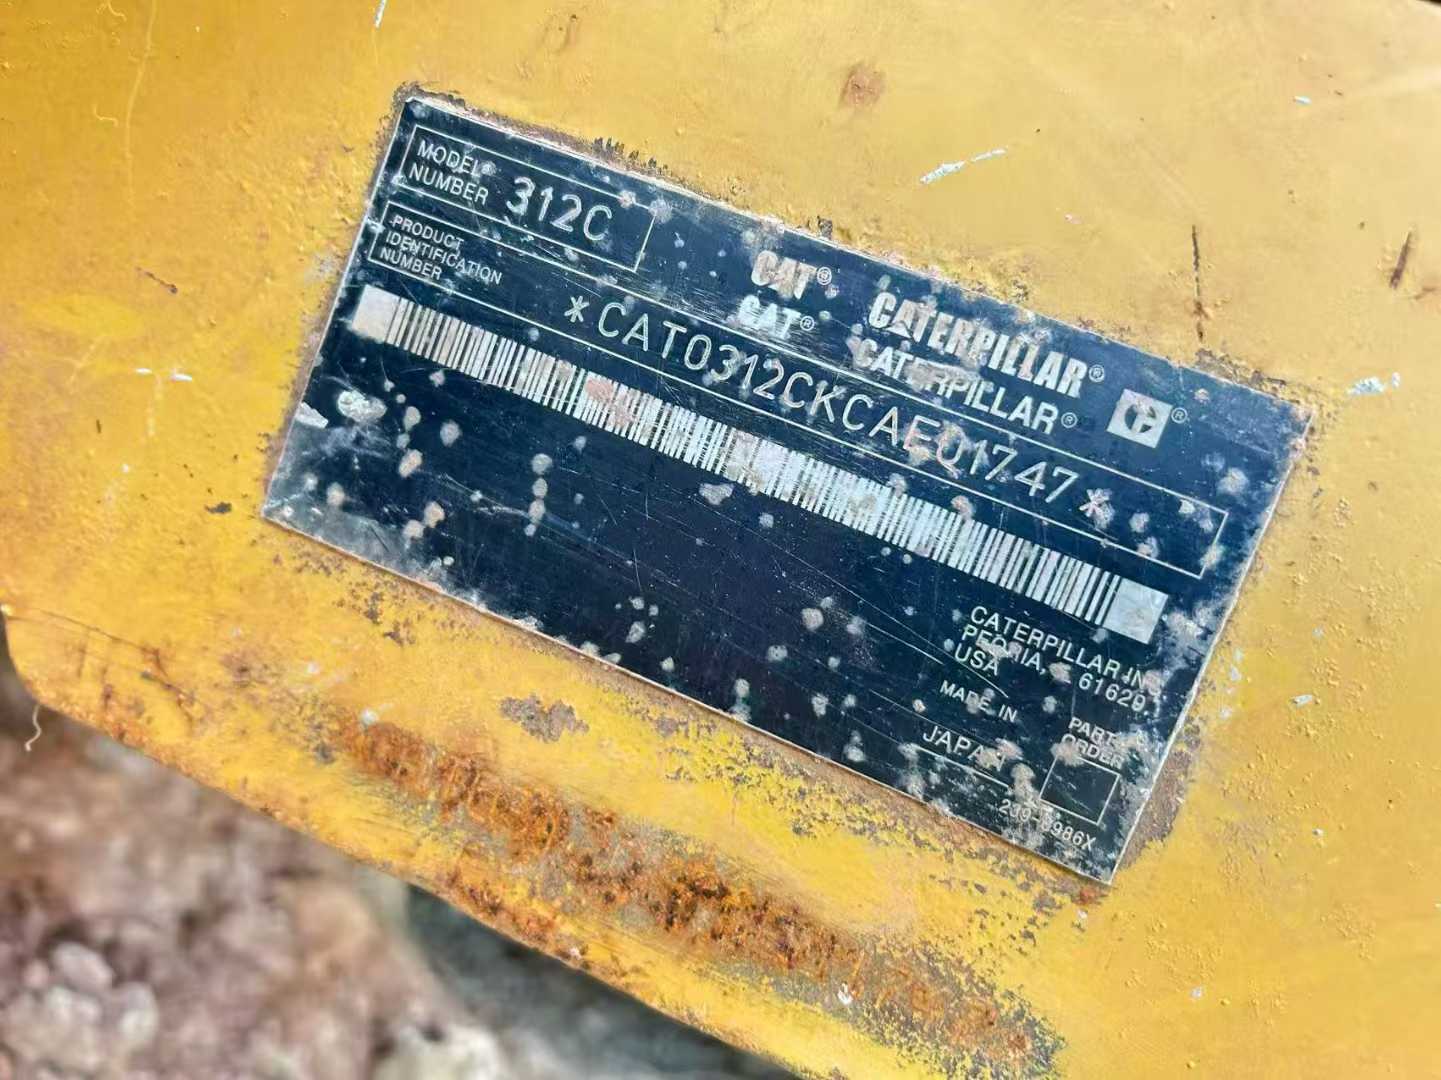 MODEL
NUMBER
312C
CAT® CATERPILLAR®
CAT® CATERPILLAR®
PRODUCT
IDENTIFICATION
NUMBER
*CAT0312CKCAE01747*
CATERPILLAR INC.
PEORIA, IL 61629
USA
MADE IN
JAPAN
ORDER